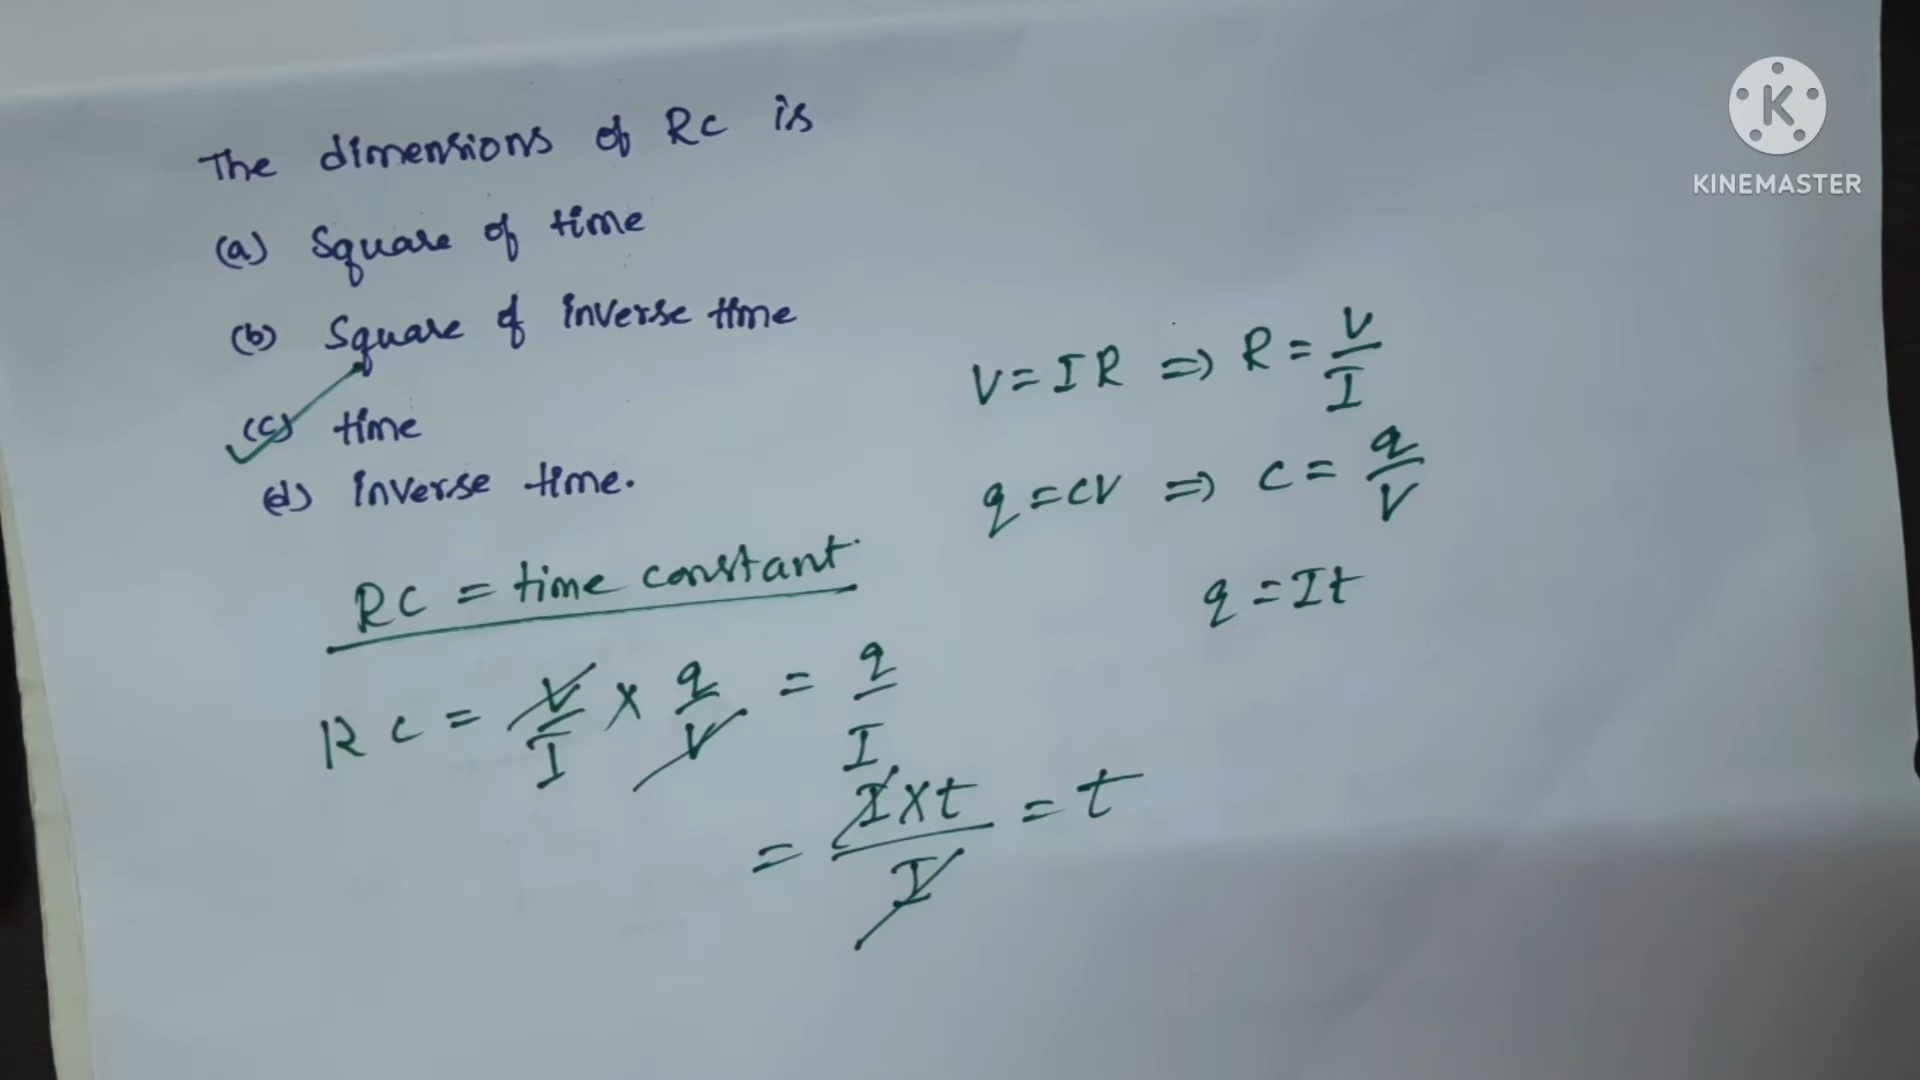 The dimensions of RC is
(a) Square of time
(b) Square of inverse time
(c) time
(d) inverse time.
RC = time constant
RC = V/I × q/V = q/I
= I×t/I = t
V = IR ⇒ R = V/I
q = CV ⇒ C = q/V
q = It
K
KINEMASTER